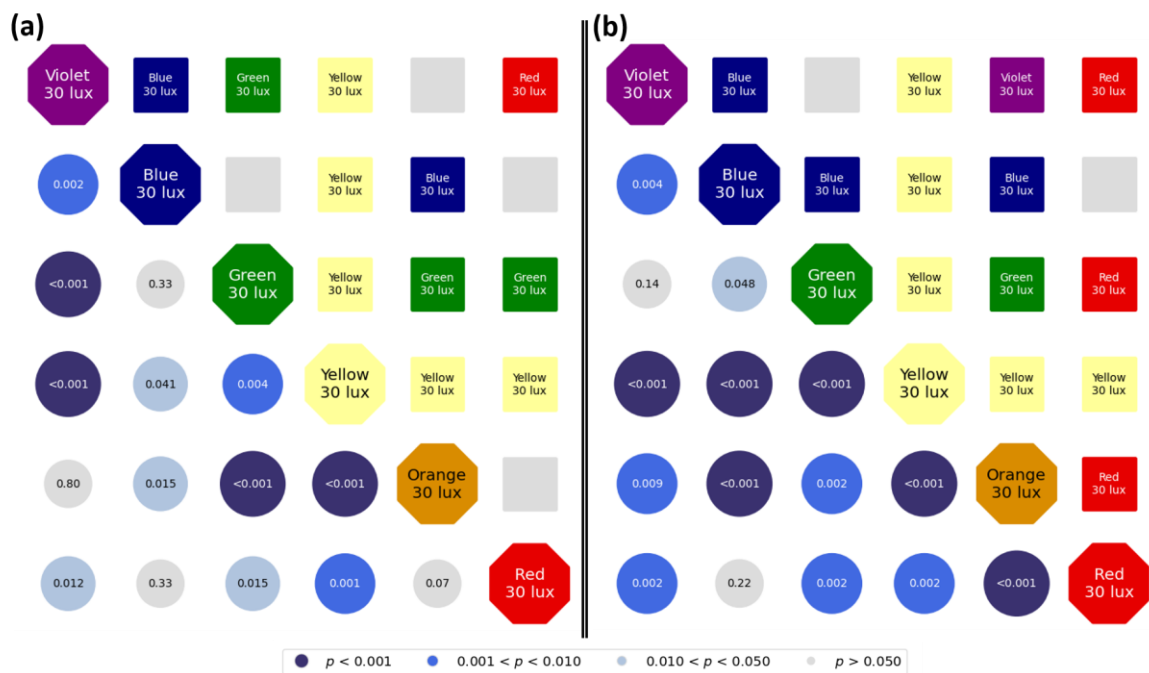 (a)
Violet
30 lux
Blue
30 lux
Green
30 lux
Yellow
30 lux
Red
30 lux
0.002
Blue
30 lux
Yellow
30 lux
Blue
30 lux
<0.001
0.33
Green
30 lux
Yellow
30 lux
Green
30 lux
Green
30 lux
<0.001
0.041
0.004
Yellow
30 lux
Yellow
30 lux
Yellow
30 lux
0.80
0.015
<0.001
<0.001
Orange
30 lux
0.012
0.33
0.015
0.001
0.07
Red
30 lux
(b)
Violet
30 lux
Blue
30 lux
Yellow
30 lux
Violet
30 lux
Red
30 lux
0.004
Blue
30 lux
Blue
30 lux
Yellow
30 lux
Blue
30 lux
0.14
0.048
Green
30 lux
Yellow
30 lux
Green
30 lux
Red
30 lux
<0.001
<0.001
<0.001
Yellow
30 lux
Yellow
30 lux
Yellow
30 lux
0.009
<0.001
0.002
<0.001
Orange
30 lux
Red
30 lux
0.002
0.22
0.002
0.002
<0.001
Red
30 lux
p < 0.001 0.001 < p < 0.010 0.010 < p < 0.050 p > 0.050